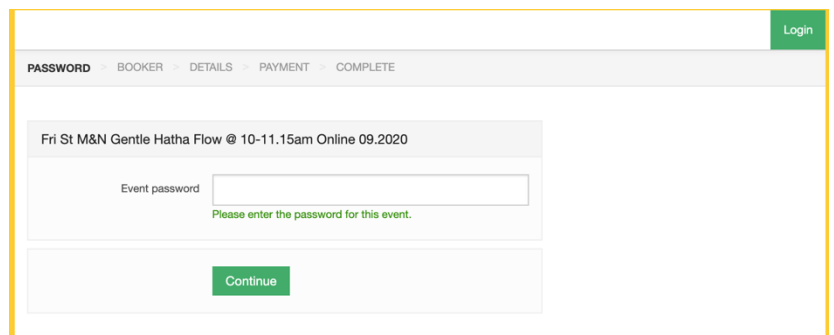 Login
PASSWORD > BOOKER > DETAILS > PAYMENT > COMPLETE
Fri St M&N Gentle Hatha Flow @ 10-11.15am Online 09.2020
Event password
Please enter the password for this event.
Continue